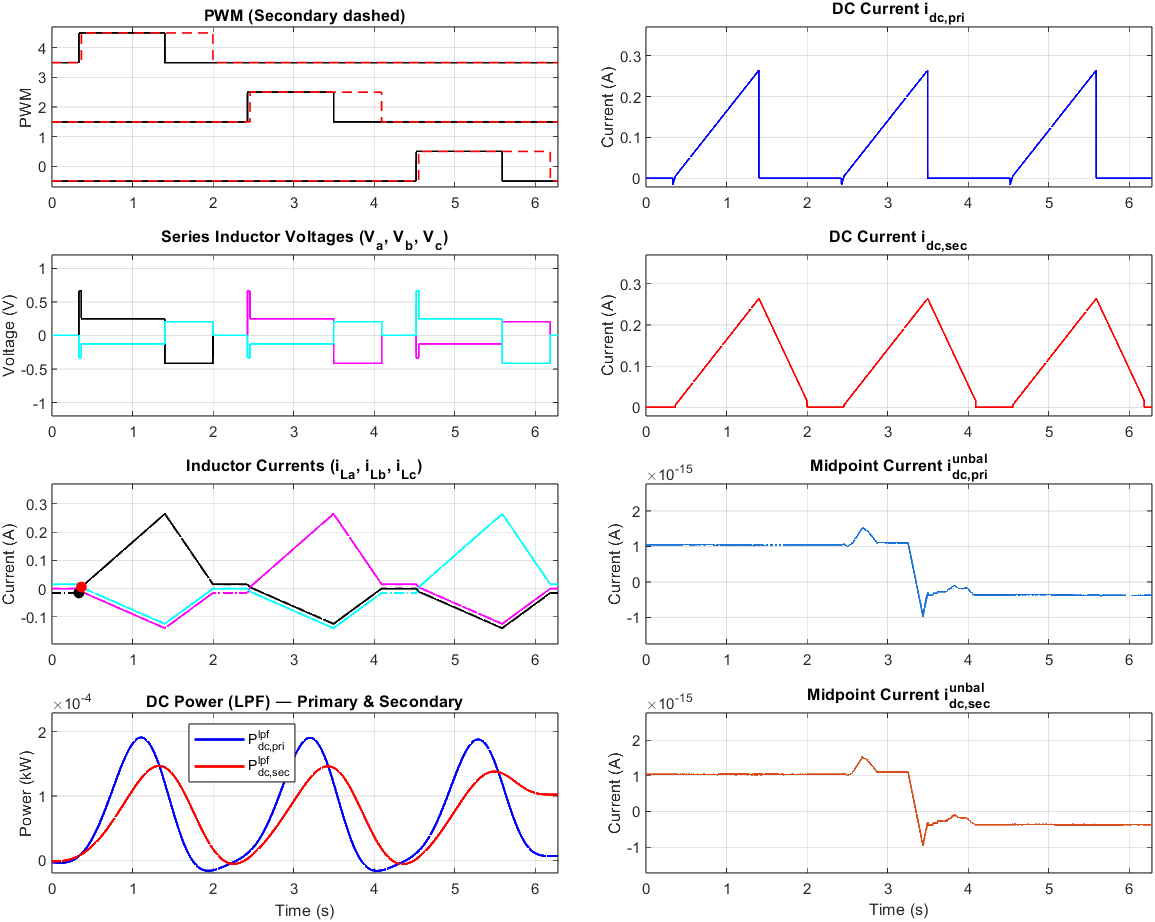 PWM (Secondary dashed)
PWM
4
3
2
1
0
0 1 2 3 4 5 6
DC Current i_dc,pri
Current (A)
0.3
0.2
0.1
0
0 1 2 3 4 5 6
Series Inductor Voltages (V_a, V_b, V_c)
Voltage (V)
1
0.5
0
-0.5
-1
0 1 2 3 4 5 6
DC Current i_dc,sec
Current (A)
0.3
0.2
0.1
0
0 1 2 3 4 5 6
Inductor Currents (i_La, i_Lb, i_Lc)
Current (A)
0.3
0.2
0.1
0
-0.1
0 1 2 3 4 5 6
×10^-15
Midpoint Current i_dc,pri^unbal
Current (A)
2
1
0
-1
0 1 2 3 4 5 6
×10^-4
DC Power (LPF) — Primary & Secondary
P_dc,pri^lpf
P_dc,sec^lpf
Power (kW)
2
1
0
0 1 2 3 4 5 6
Time (s)
×10^-15
Midpoint Current i_dc,sec^unbal
Current (A)
2
1
0
-1
0 1 2 3 4 5 6
Time (s)